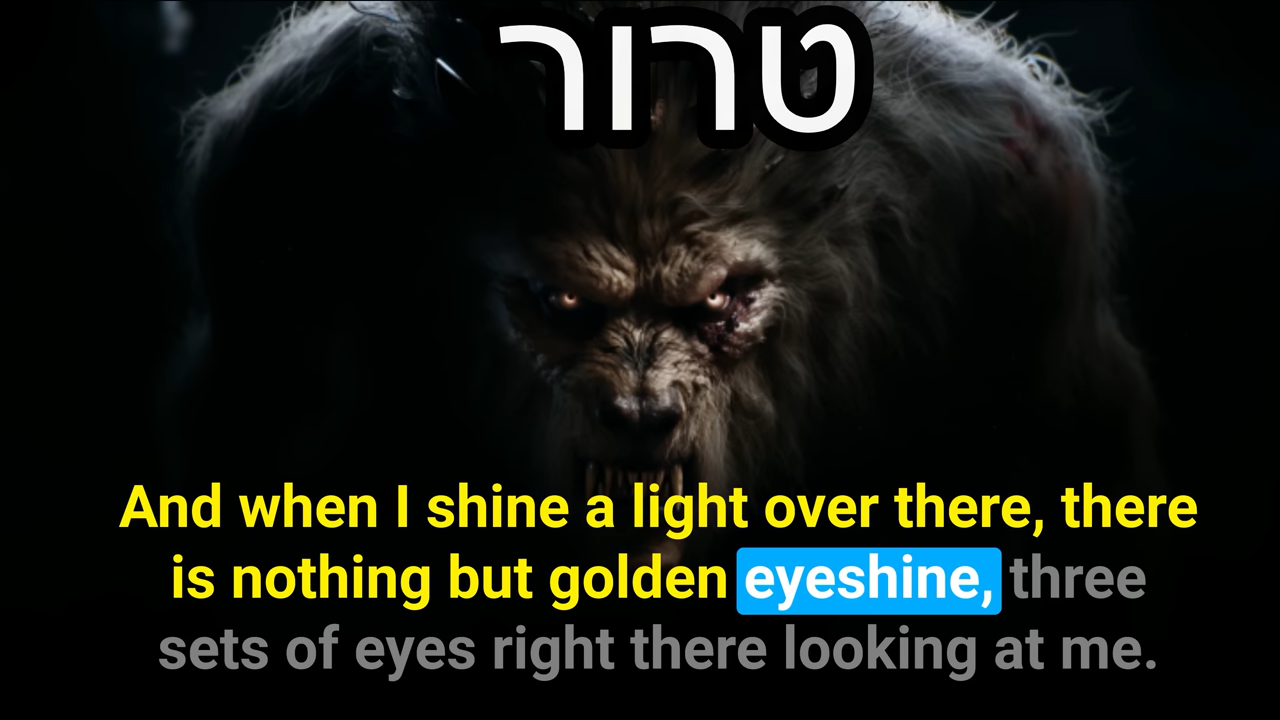 טרור
And when I shine a light over there, there
is nothing but golden eyeshine, three
sets of eyes right there looking at me.